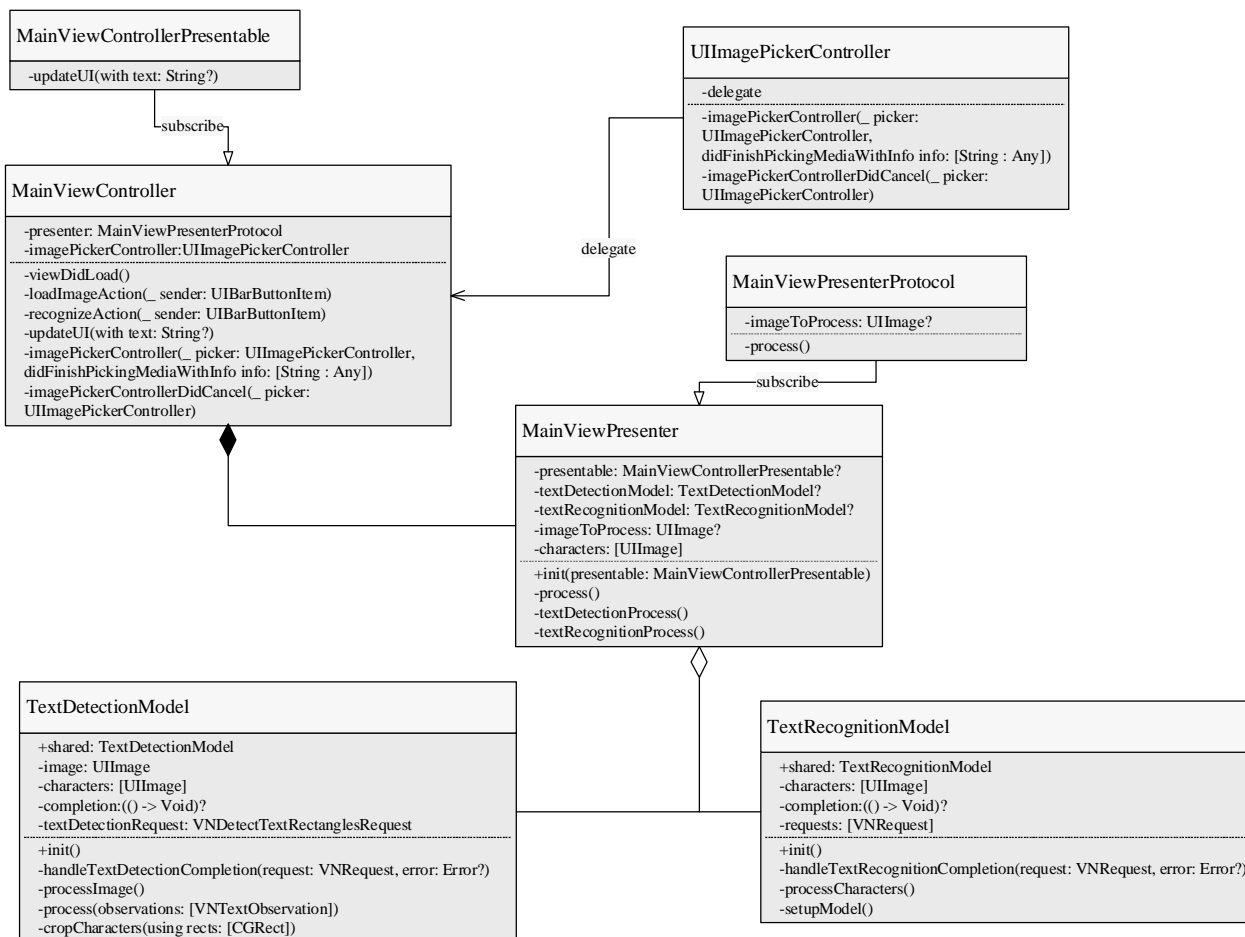 MainViewControllerPresentable
-updateUI(with text: String?)
subscribe
UIImagePickerController
-delegate
-imagePickerController(_ picker:
UIImagePickerController,
didFinishPickingMediaWithInfo info: [String : Any])
-imagePickerControllerDidCancel(_ picker:
UIImagePickerController)
delegate
MainViewController
-presenter: MainViewPresenterProtocol
-imagePickerController:UIImagePickerController
-viewDidLoad()
-loadImageAction(_ sender: UIBarButtonItem)
-recognizeAction(_ sender: UIBarButtonItem)
-updateUI(with text: String?)
-imagePickerController(_ picker: UIImagePickerController,
didFinishPickingMediaWithInfo info: [String : Any])
-imagePickerControllerDidCancel(_ picker:
UIImagePickerController)
MainViewPresenterProtocol
-imageToProcess: UIImage?
-process()
subscribe
MainViewPresenter
-presentable: MainViewControllerPresentable?
-textDetectionModel: TextDetectionModel?
-textRecognitionModel: TextRecognitionModel?
-imageToProcess: UIImage?
-characters: [UIImage]
+init(presentable: MainViewControllerPresentable)
-process()
-textDetectionProcess()
-textRecognitionProcess()
TextDetectionModel
+shared: TextDetectionModel
-image: UIImage
-characters: [UIImage]
-completion:(() -> Void)?
-textDetectionRequest: VNDetectTextRectanglesRequest
+init()
-handleTextDetectionCompletion(request: VNRequest, error: Error?)
-processImage()
-process(observations: [VNTextObservation])
-cropCharacters(using rects: [CGRect])
TextRecognitionModel
+shared: TextRecognitionModel
-characters: [UIImage]
-completion:(() -> Void)?
-requests: [VNRequest]
+init()
-handleTextRecognitionCompletion(request: VNRequest, error: Error?)
-processCharacters()
-setupModel()